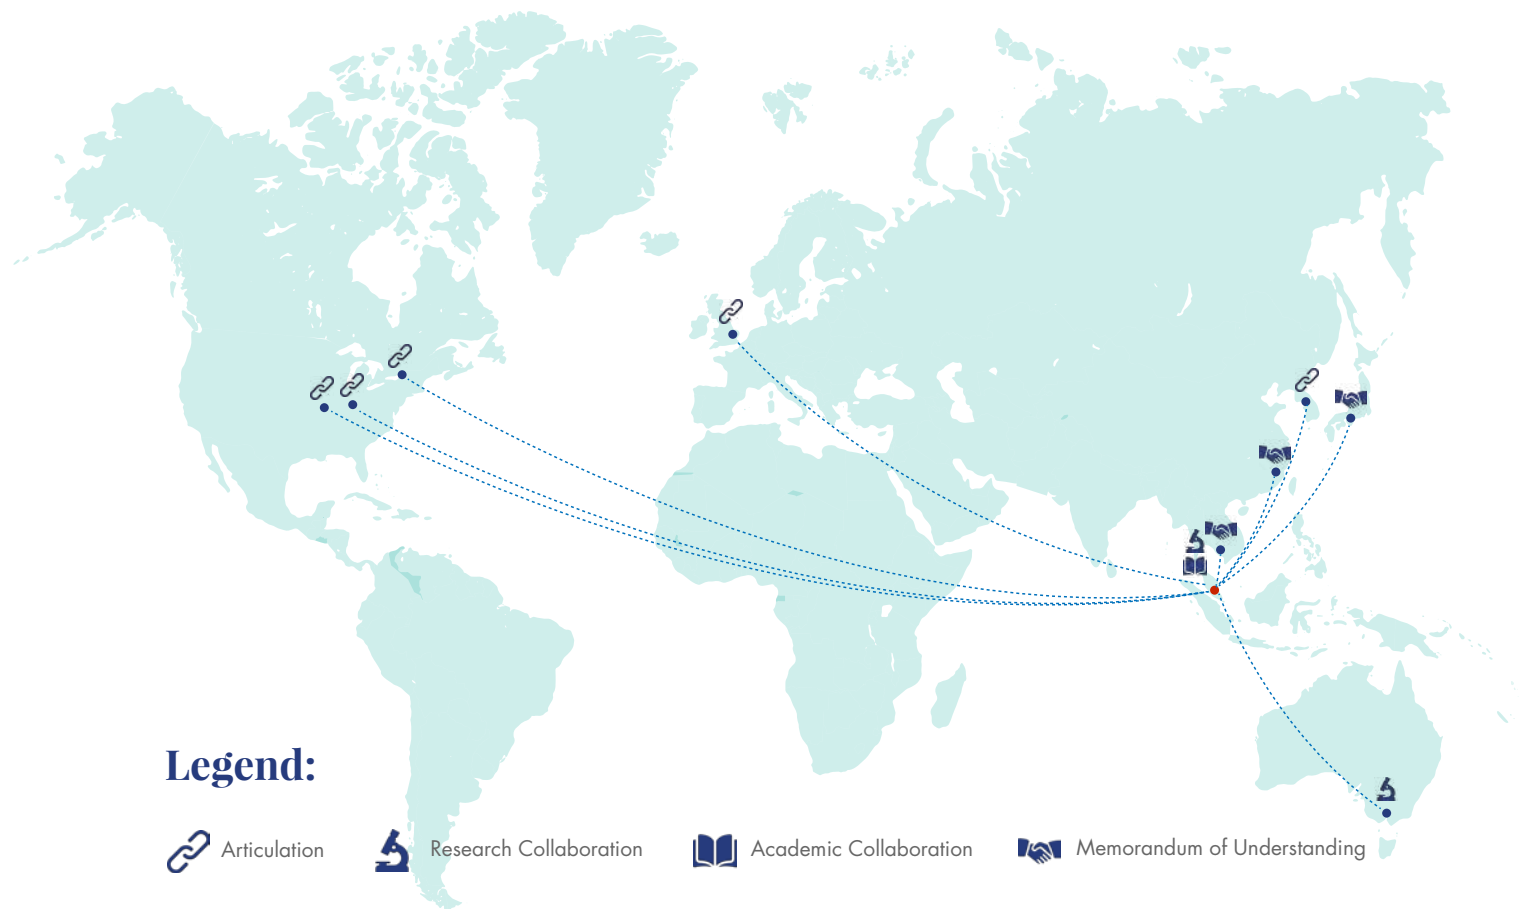 Legend:
Articulation
Research Collaboration
Academic Collaboration
Memorandum of Understanding